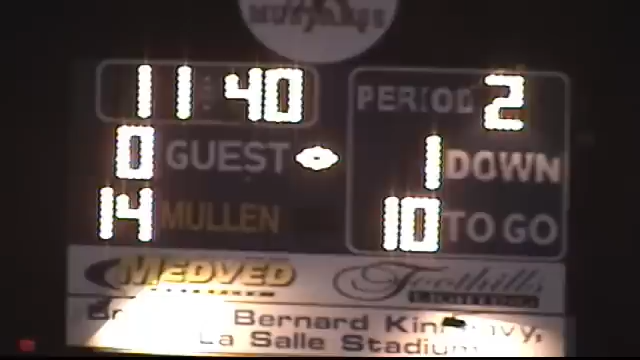 MUSTANGS
11:40 PERIOD 2
0 GUEST 1 DOWN
14 MULLEN 10 TO GO
MEDVED Foothills
Bernard
La Salle Stadium